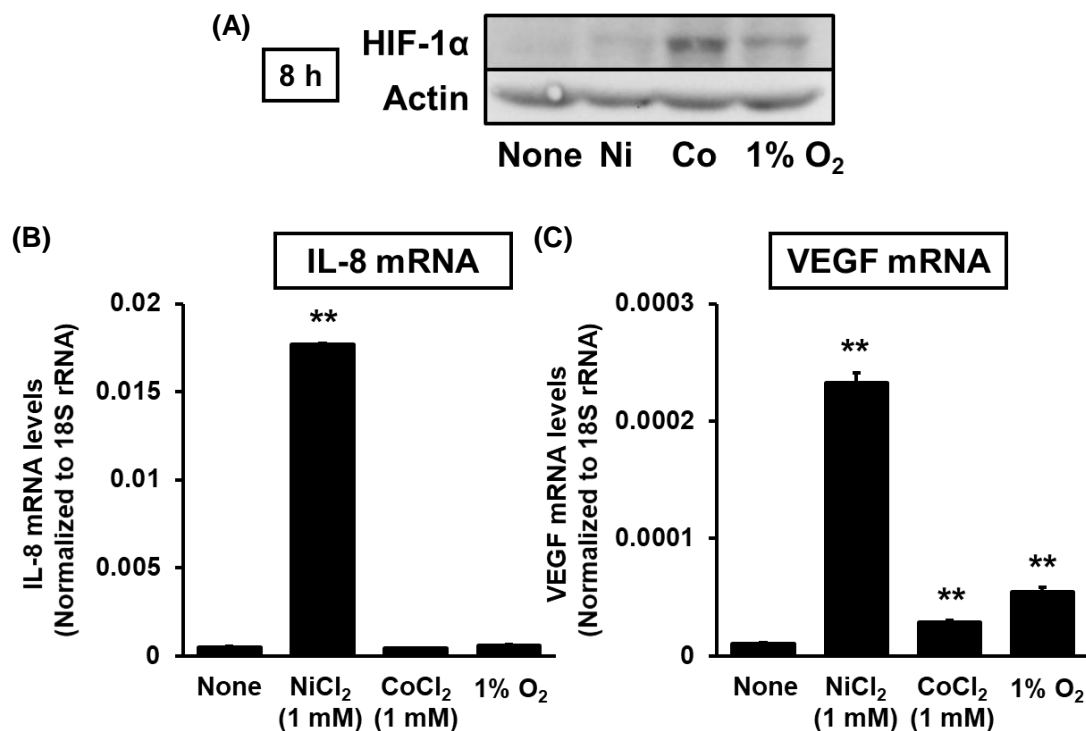 (A)
HIF-1α
8 h
Actin
None Ni Co 1% O₂
(B)
IL-8 mRNA
IL-8 mRNA levels
(Normalized to 18S rRNA)
0.02
0.015
0.01
0.005
0
**
None NiCl₂ CoCl₂ 1% O₂
(1 mM) (1 mM)
(C)
VEGF mRNA
VEGF mRNA levels
(Normalized to 18S rRNA)
0.0003
0.0002
0.0001
0
**
**
**
None NiCl₂ CoCl₂ 1% O₂
(1 mM) (1 mM)